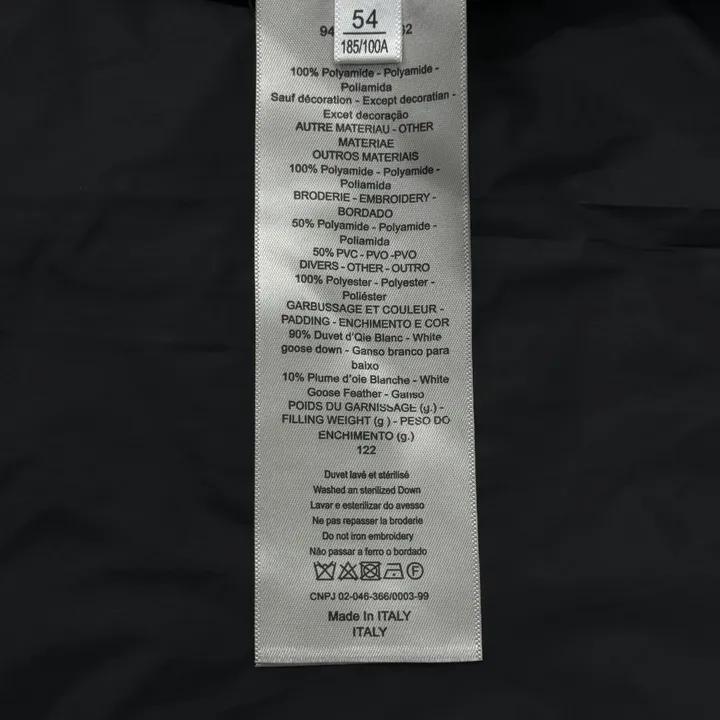 54
185/100A
94
02
100% Polyamide - Polyamide -
Poliamida
Sauf décoration - Except decoratian -
Excet decoração
AUTRE MATERIAU - OTHER
MATERIAE
OUTROS MATERIAIS
100% Polyamide - Polyamide -
Poliamida
BRODERIE - EMBROIDERY -
BORDADO
50% Polyamide - Polyamide -
Poliamida
50% PVC - PVO -PVO
DIVERS - OTHER - OUTRO
100% Polyester - Polyester -
Poliéster
GARBUSSAGE ET COULEUR -
PADDING - ENCHIMENTO E COR
90% Duvet d'Qie Blanc - White
goose down - Ganso branco para
baixo
10% Plume d'oie Blanche - White
Goose Feather - Ganso
POIDS DU GARNISSAGE (g.) -
FILLING WEIGHT (g ) - PESO DO
ENCHIMENTO (g.)
122
Duvet lavé et stérilisé
Washed an sterilized Down
Lavar e esterilizar do avesso
Ne pas repasser la broderie
Do not iron embroidery
Não passar a ferro o bordado
CNPJ 02-046-366/0003-99
Made In ITALY
ITALY